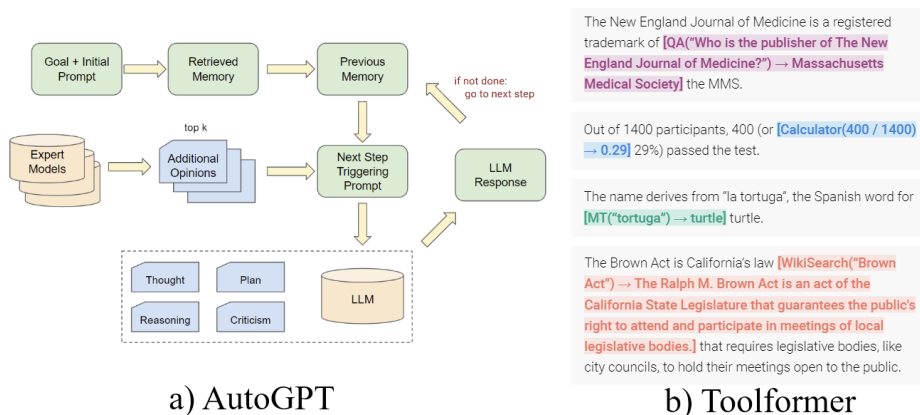 Goal + Initial
Prompt
Retrieved
Memory
Previous
Memory
if not done:
go to next step
Expert
Models
top k
Additional
Opinions
Next Step
Triggering
Prompt
LLM
Response
Thought
Plan
Reasoning
Criticism
LLM
a) AutoGPT
The New England Journal of Medicine is a registered
trademark of [QA("Who is the publisher of The New
England Journal of Medicine?") → Massachusetts
Medical Society] the MMS.
Out of 1400 participants, 400 (or [Calculator(400 / 1400)
→ 0.29] 29%) passed the test.
The name derives from "la tortuga", the Spanish word for
[MT("tortuga") → turtle] turtle.
The Brown Act is California's law [WikiSearch("Brown
Act") → The Ralph M. Brown Act is an act of the
California State Legislature that guarantees the public's
right to attend and participate in meetings of local
legislative bodies.] that requires legislative bodies, like
city councils, to hold their meetings open to the public.
b) Toolformer